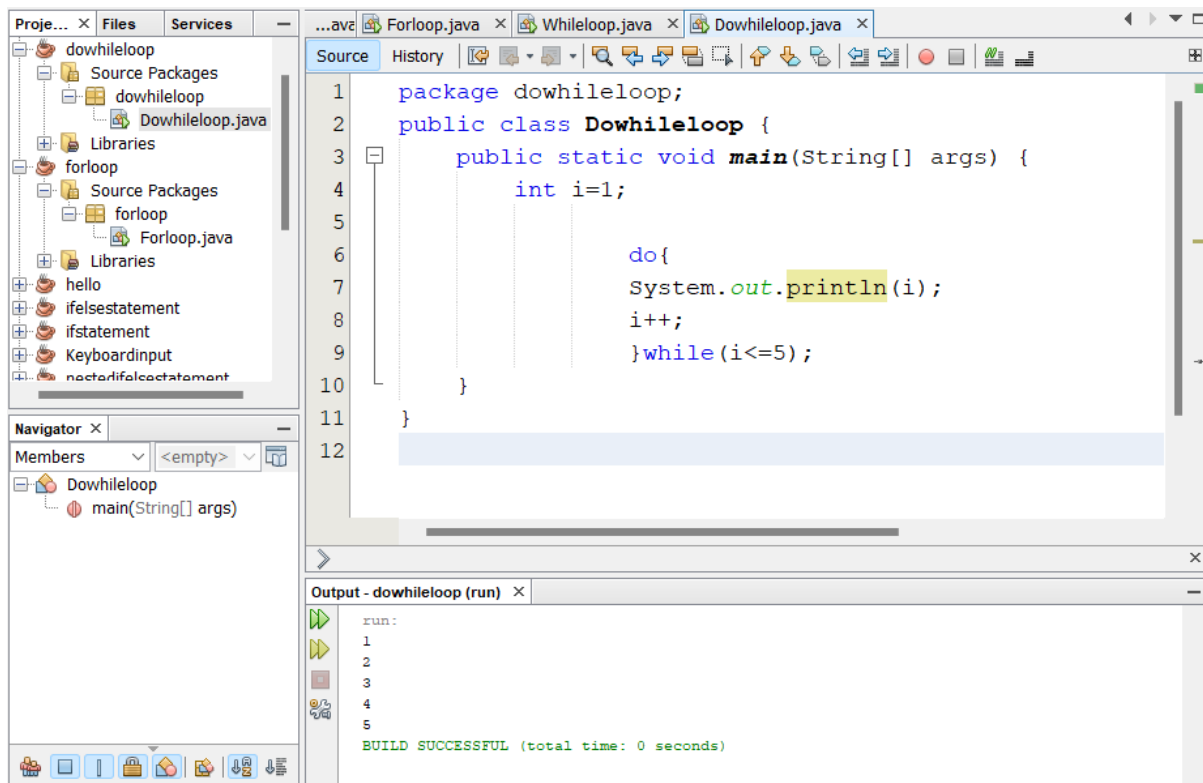 Proje... × Files Services
dowhileloop
Source Packages
dowhileloop
Dowhileloop.java
Libraries
forloop
Source Packages
forloop
Forloop.java
Libraries
hello
ifelsestatement
ifstatement
Keyboardinput
nestedifelsestatement
Navigator ×
Members <empty>
Dowhileloop
main(String[] args)
...ava Forloop.java × Whileloop.java × Dowhileloop.java ×
Source History
1 package dowhileloop;
2 public class Dowhileloop {
3 public static void main(String[] args) {
4 int i=1;
5
6 do{
7 System.out.println(i);
8 i++;
9 }while(i<=5);
10 }
11 }
12
Output - dowhileloop (run) ×
run:
1
2
3
4
5
BUILD SUCCESSFUL (total time: 0 seconds)